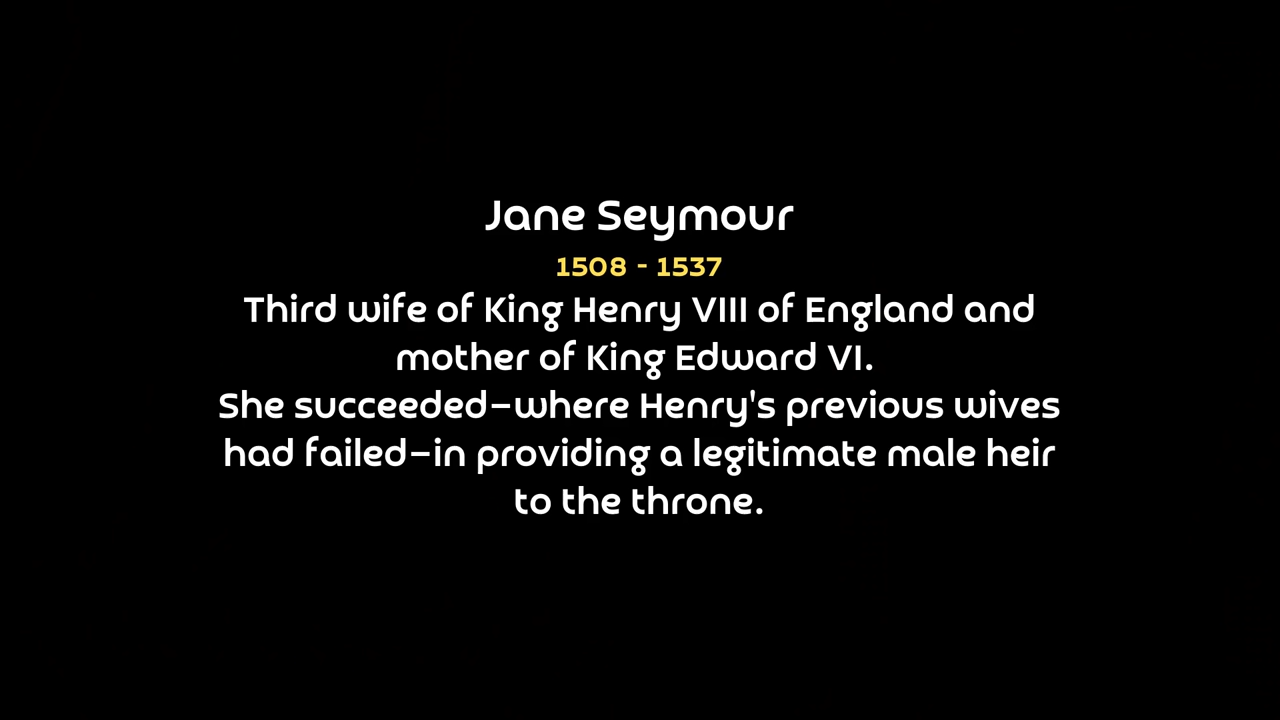 Jane Seymour
1508 - 1537
Third wife of King Henry VIII of England and
mother of King Edward VI.
She succeeded–where Henry's previous wives
had failed–in providing a legitimate male heir
to the throne.